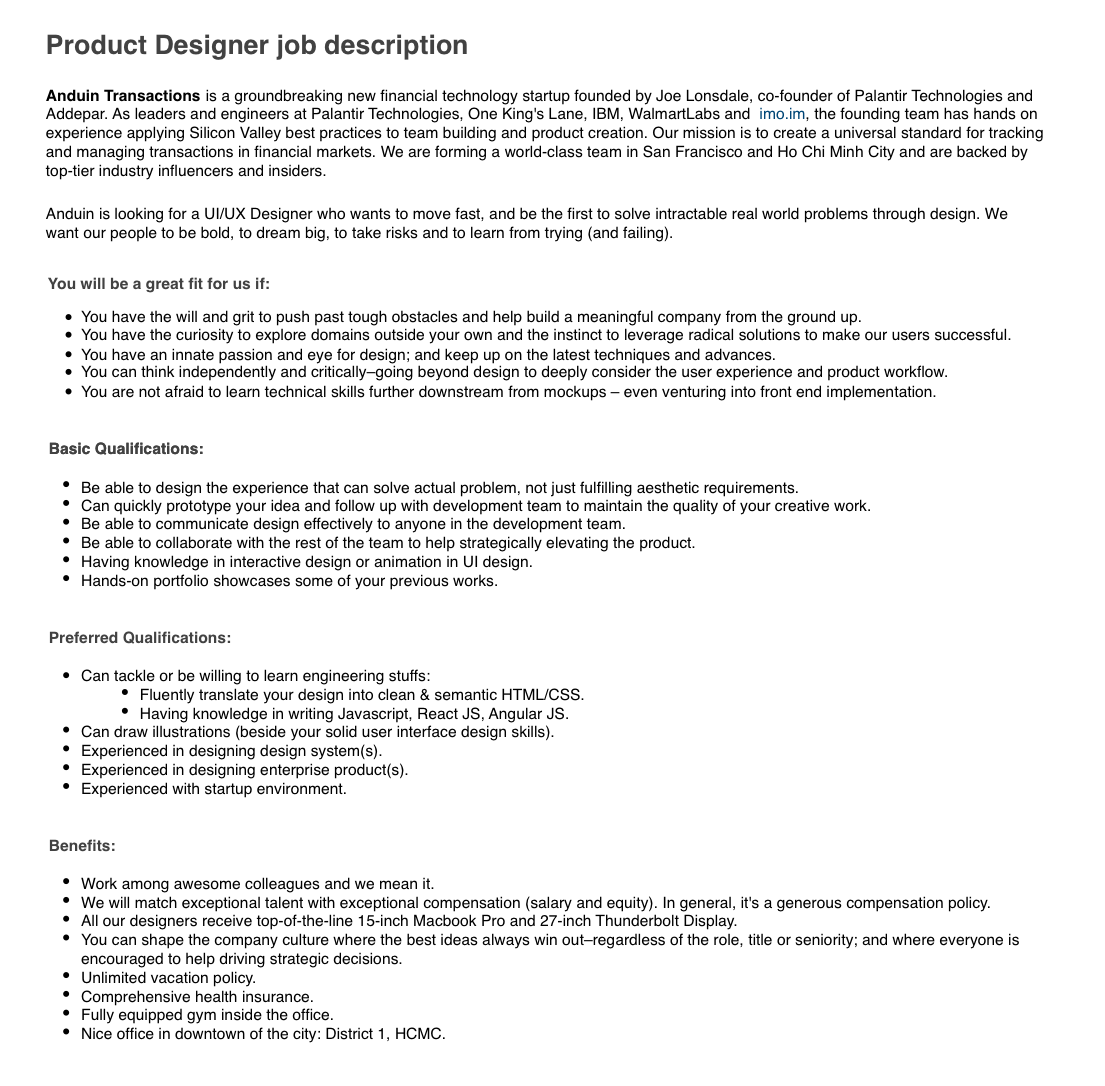 Product Designer job description
Anduin Transactions is a groundbreaking new financial technology startup founded by Joe Lonsdale, co-founder of Palantir Technologies and
Addepar. As leaders and engineers at Palantir Technologies, One King's Lane, IBM, WalmartLabs and imo.im, the founding team has hands on
experience applying Silicon Valley best practices to team building and product creation. Our mission is to create a universal standard for tracking
and managing transactions in financial markets. We are forming a world-class team in San Francisco and Ho Chi Minh City and are backed by
top-tier industry influencers and insiders.
Anduin is looking for a UI/UX Designer who wants to move fast, and be the first to solve intractable real world problems through design. We
want our people to be bold, to dream big, to take risks and to learn from trying (and failing).
You will be a great fit for us if:
• You have the will and grit to push past tough obstacles and help build a meaningful company from the ground up.
• You have the curiosity to explore domains outside your own and the instinct to leverage radical solutions to make our users successful.
• You have an innate passion and eye for design; and keep up on the latest techniques and advances.
• You can think independently and critically–going beyond design to deeply consider the user experience and product workflow.
• You are not afraid to learn technical skills further downstream from mockups – even venturing into front end implementation.
Basic Qualifications:
• Be able to design the experience that can solve actual problem, not just fulfilling aesthetic requirements.
• Can quickly prototype your idea and follow up with development team to maintain the quality of your creative work.
• Be able to communicate design effectively to anyone in the development team.
• Be able to collaborate with the rest of the team to help strategically elevating the product.
• Having knowledge in interactive design or animation in UI design.
• Hands-on portfolio showcases some of your previous works.
Preferred Qualifications:
• Can tackle or be willing to learn engineering stuffs:
• Fluently translate your design into clean & semantic HTML/CSS.
• Having knowledge in writing Javascript, React JS, Angular JS.
• Can draw illustrations (beside your solid user interface design skills).
• Experienced in designing design system(s).
• Experienced in designing enterprise product(s).
• Experienced with startup environment.
Benefits:
• Work among awesome colleagues and we mean it.
• We will match exceptional talent with exceptional compensation (salary and equity). In general, it's a generous compensation policy.
• All our designers receive top-of-the-line 15-inch Macbook Pro and 27-inch Thunderbolt Display.
• You can shape the company culture where the best ideas always win out–regardless of the role, title or seniority; and where everyone is
encouraged to help driving strategic decisions.
• Unlimited vacation policy.
• Comprehensive health insurance.
• Fully equipped gym inside the office.
• Nice office in downtown of the city: District 1, HCMC.